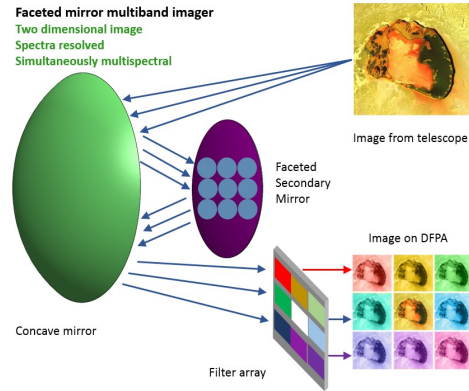 Faceted mirror multiband imager
Two dimensional image
Spectra resolved
Simultaneously multispectral
Image from telescope
Faceted
Secondary
Mirror
Image on DFPA
Concave mirror
Filter array